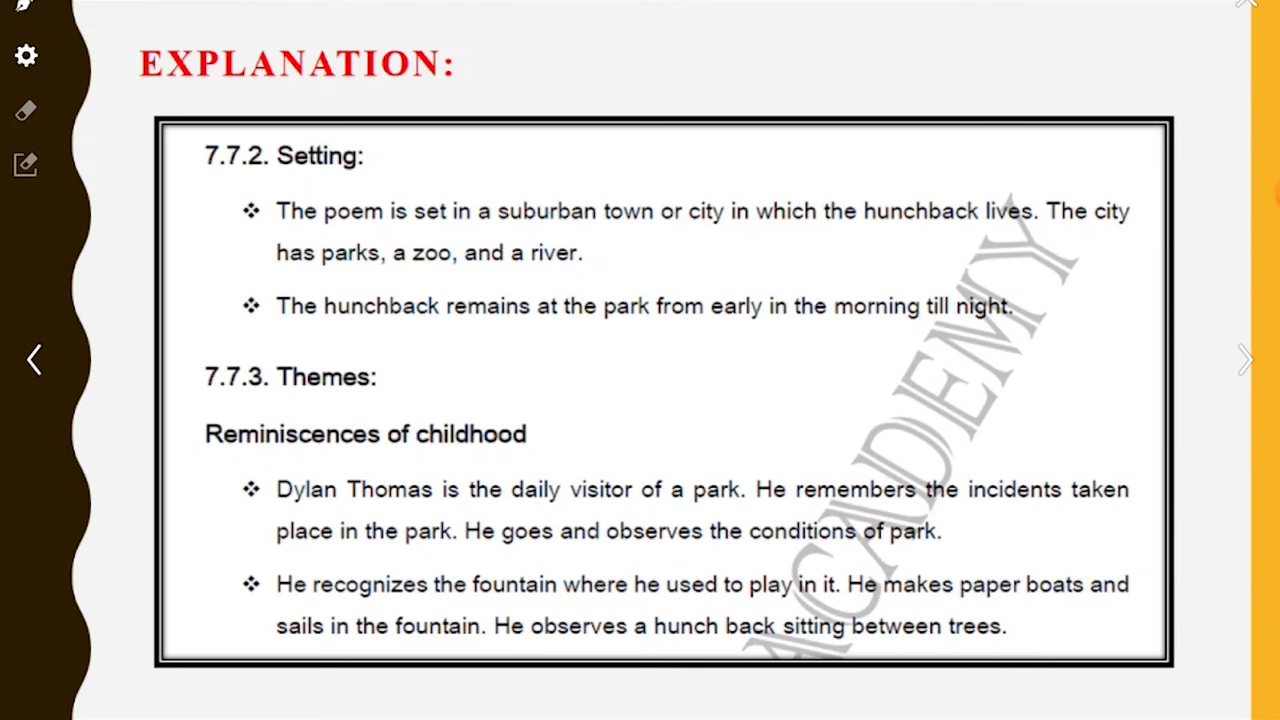 EXPLANATION:
7.7.2. Setting:
❖ The poem is set in a suburban town or city in which the hunchback lives. The city
has parks, a zoo, and a river.
❖ The hunchback remains at the park from early in the morning till night.
7.7.3. Themes:
Reminiscences of childhood
❖ Dylan Thomas is the daily visitor of a park. He remembers the incidents taken
place in the park. He goes and observes the conditions of park.
❖ He recognizes the fountain where he used to play in it. He makes paper boats and
sails in the fountain. He observes a hunch back sitting between trees.
ACADEMY